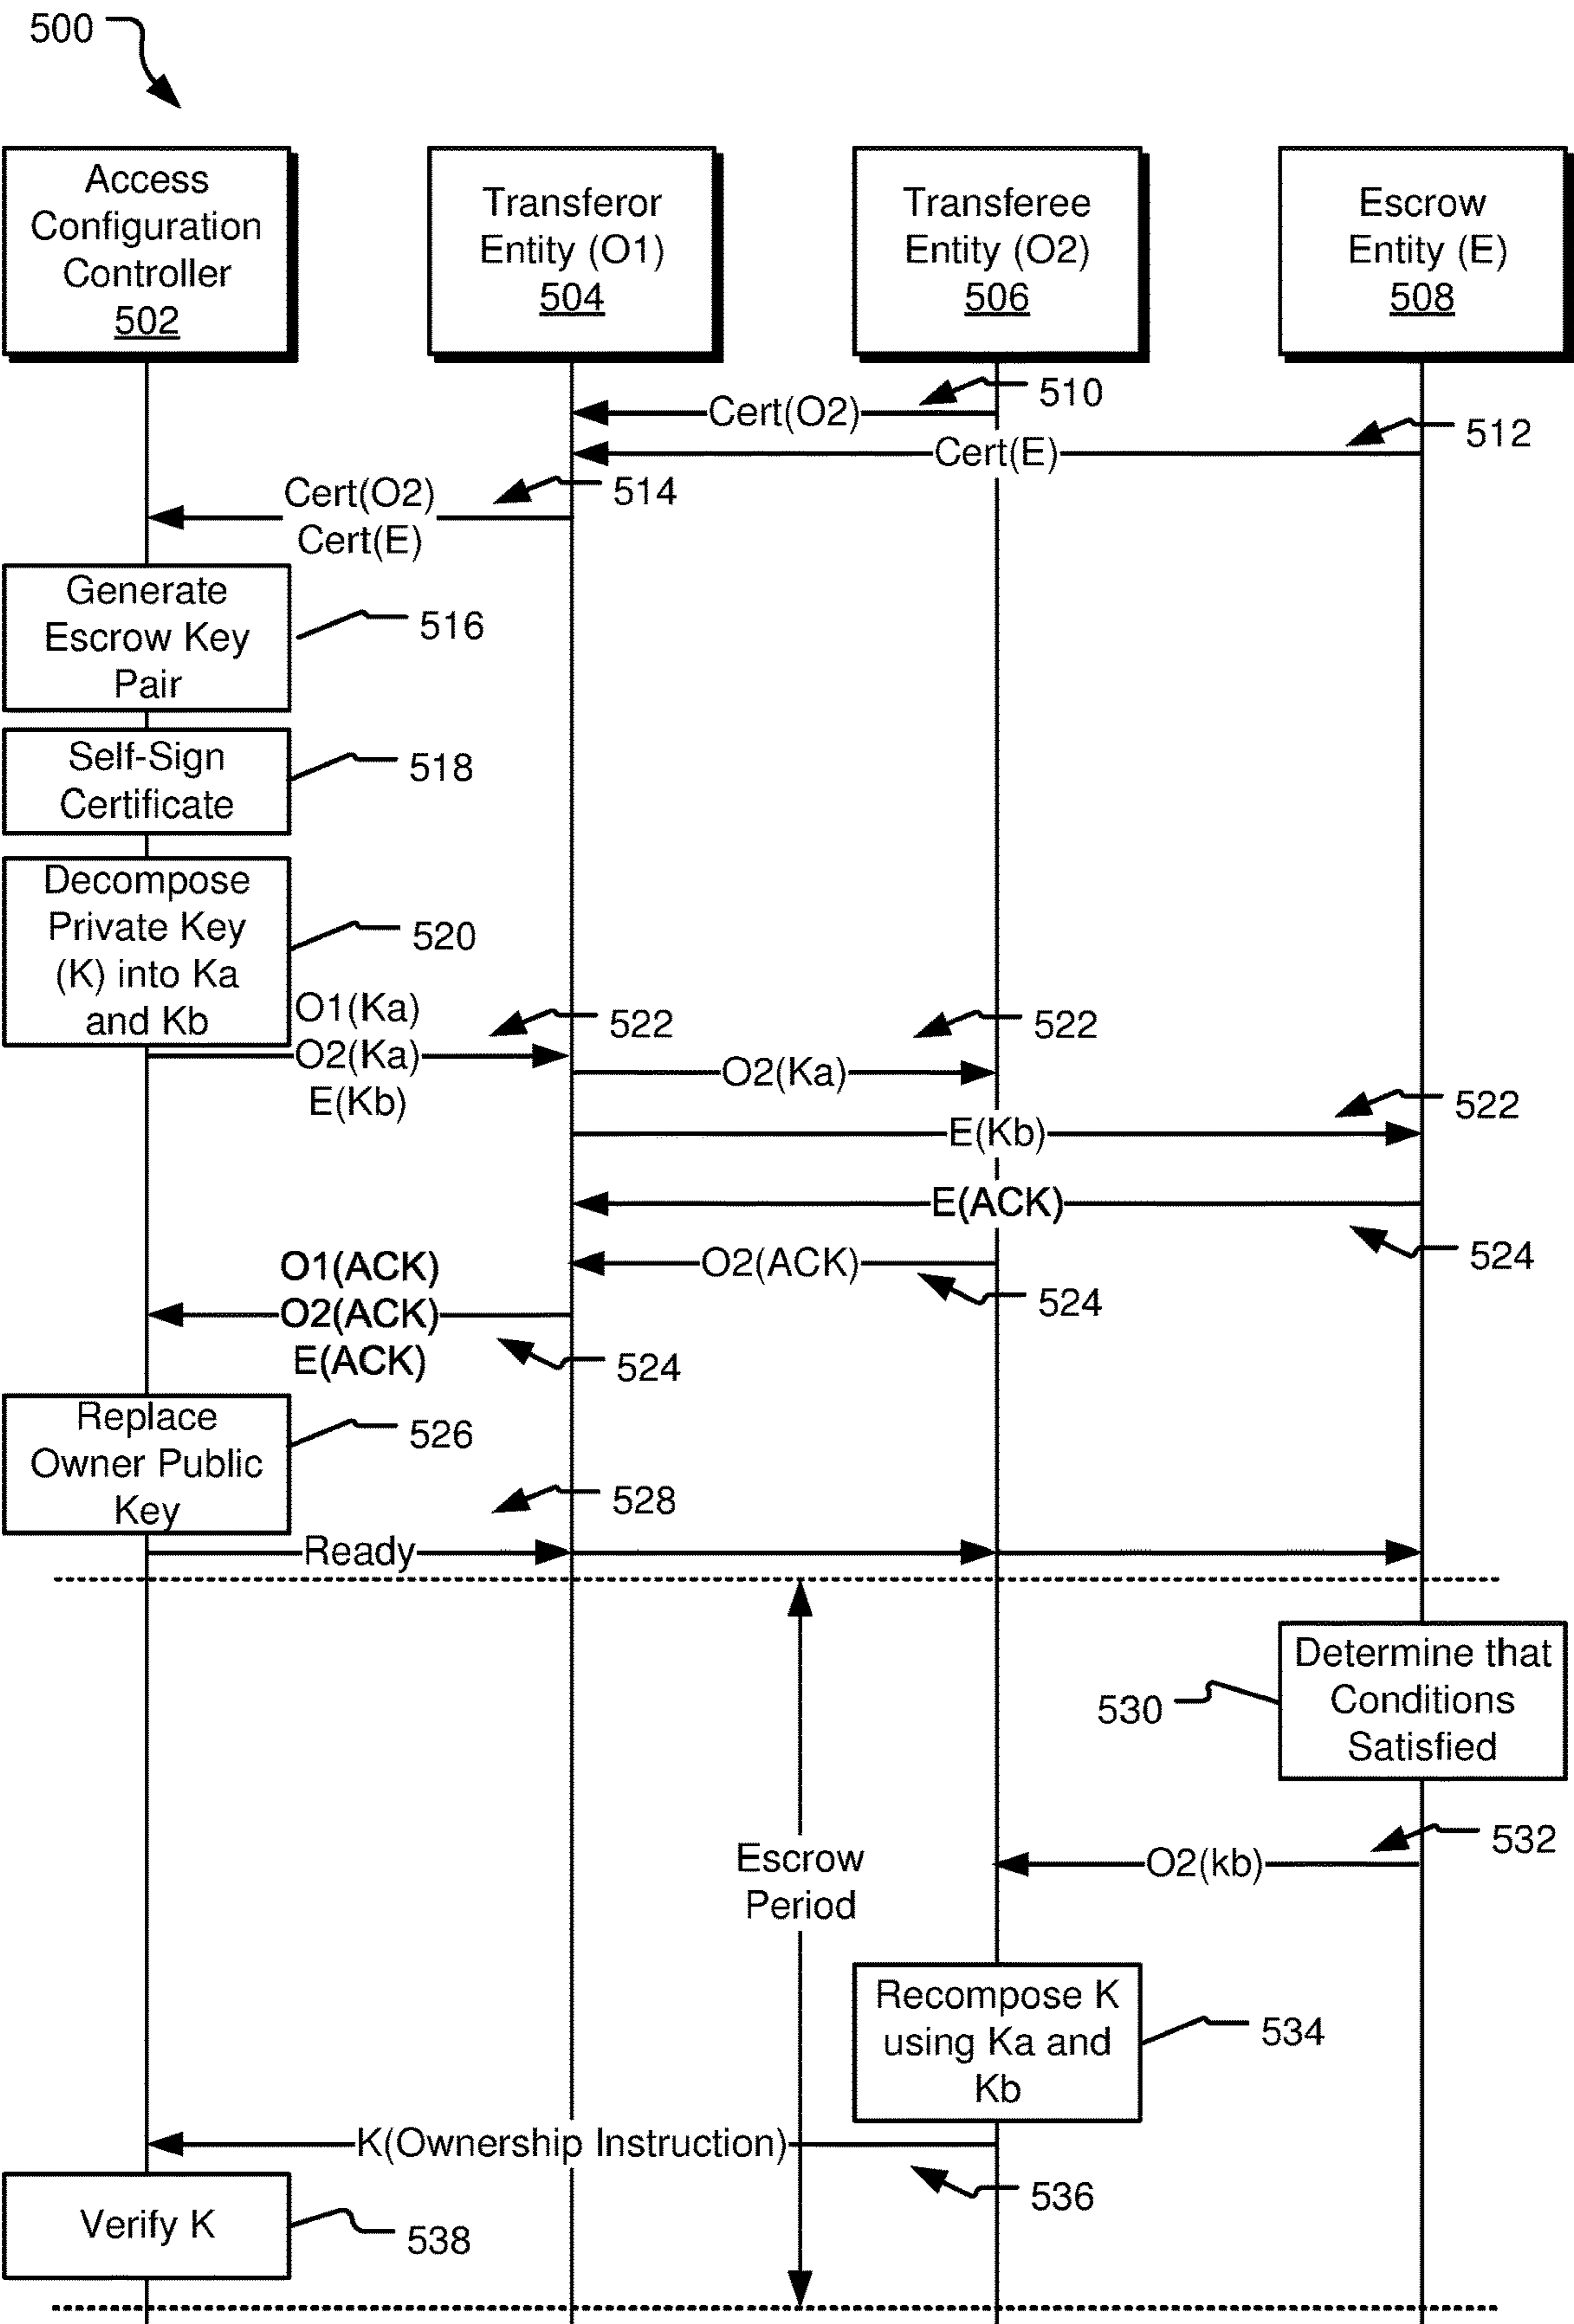 500
Access
Configuration
Controller
502
Transferor
Entity (O1)
504
Transferee
Entity (O2)
506
Escrow
Entity (E)
508
Cert(O2)
510
Cert(E)
512
Cert(O2)
Cert(E)
514
Generate
Escrow Key
Pair
516
Self-Sign
Certificate
518
Decompose
Private Key
(K) into Ka
and Kb
520
O1(Ka)
O2(Ka)
E(Kb)
522
O2(Ka)
522
E(Kb)
522
E(ACK)
524
O2(ACK)
524
O1(ACK)
O2(ACK)
E(ACK)
524
Replace
Owner Public
Key
526
528
Ready
Determine that
Conditions
Satisfied
530
Escrow
Period
O2(kb)
532
Recompose K
using Ka and
Kb
534
K(Ownership Instruction)
536
Verify K
538